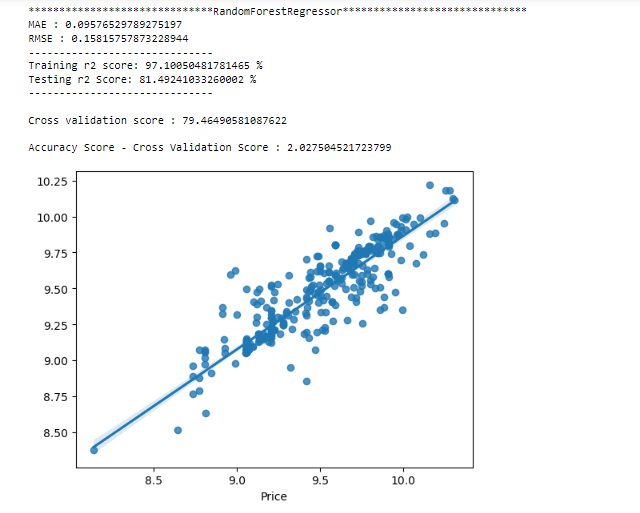 ******************************RandomForestRegressor******************************
MAE : 0.09576529789275197
RMSE : 0.15815757873228944
------------------------------
Training r2 score: 97.10050481781465 %
Testing r2 Score: 81.49241033260002 %
------------------------------
Cross validation score : 79.46490581087622
Accuracy Score - Cross Validation Score : 2.027504521723799
10.25
10.00
9.75
9.50
9.25
9.00
8.75
8.50
8.5 9.0 9.5 10.0
Price